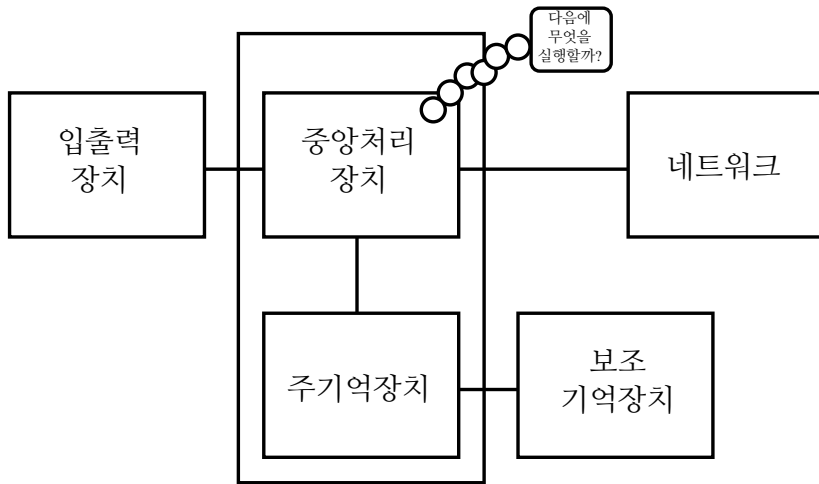 다음에
무엇을
실행할까?
입출력
장치
중앙처리
장치
네트워크
주기억장치
보조
기억장치